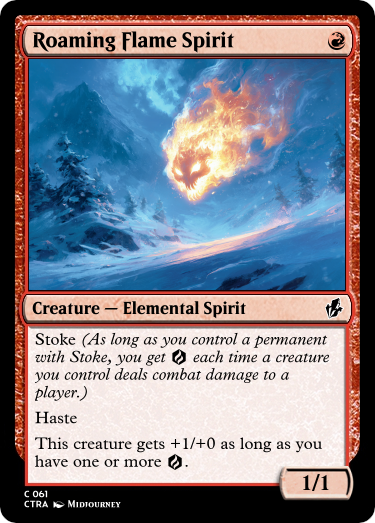 Roaming Flame Spirit
Creature — Elemental Spirit
Stoke (As long as you control a permanent
with Stoke, you get each time a creature
you control deals combat damage to a
player.)
Haste
This creature gets +1/+0 as long as you
have one or more .
1/1
C 061
CTRA Midjourney